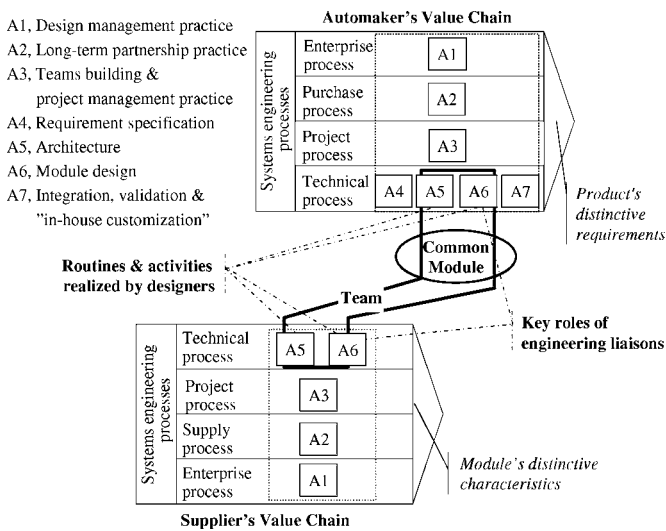 A1, Design management practice
A2, Long-term partnership practice
A3, Teams building &
project management practice
A4, Requirement specification
A5, Architecture
A6, Module design
A7, Integration, validation &
"in-house customization"
Automaker's Value Chain
Systems engineering
processes
Enterprise
process
A1
Purchase
process
A2
Project
process
A3
Technical
process
A4
A5
A6
A7
Product's
distinctive
requirements
Common
Module
Routines & activities
realized by designers
Team
Key roles of
engineering liaisons
Systems engineering
processes
Technical
process
A5
A6
Project
process
A3
Supply
process
A2
Enterprise
process
A1
Module's distinctive
characteristics
Supplier's Value Chain